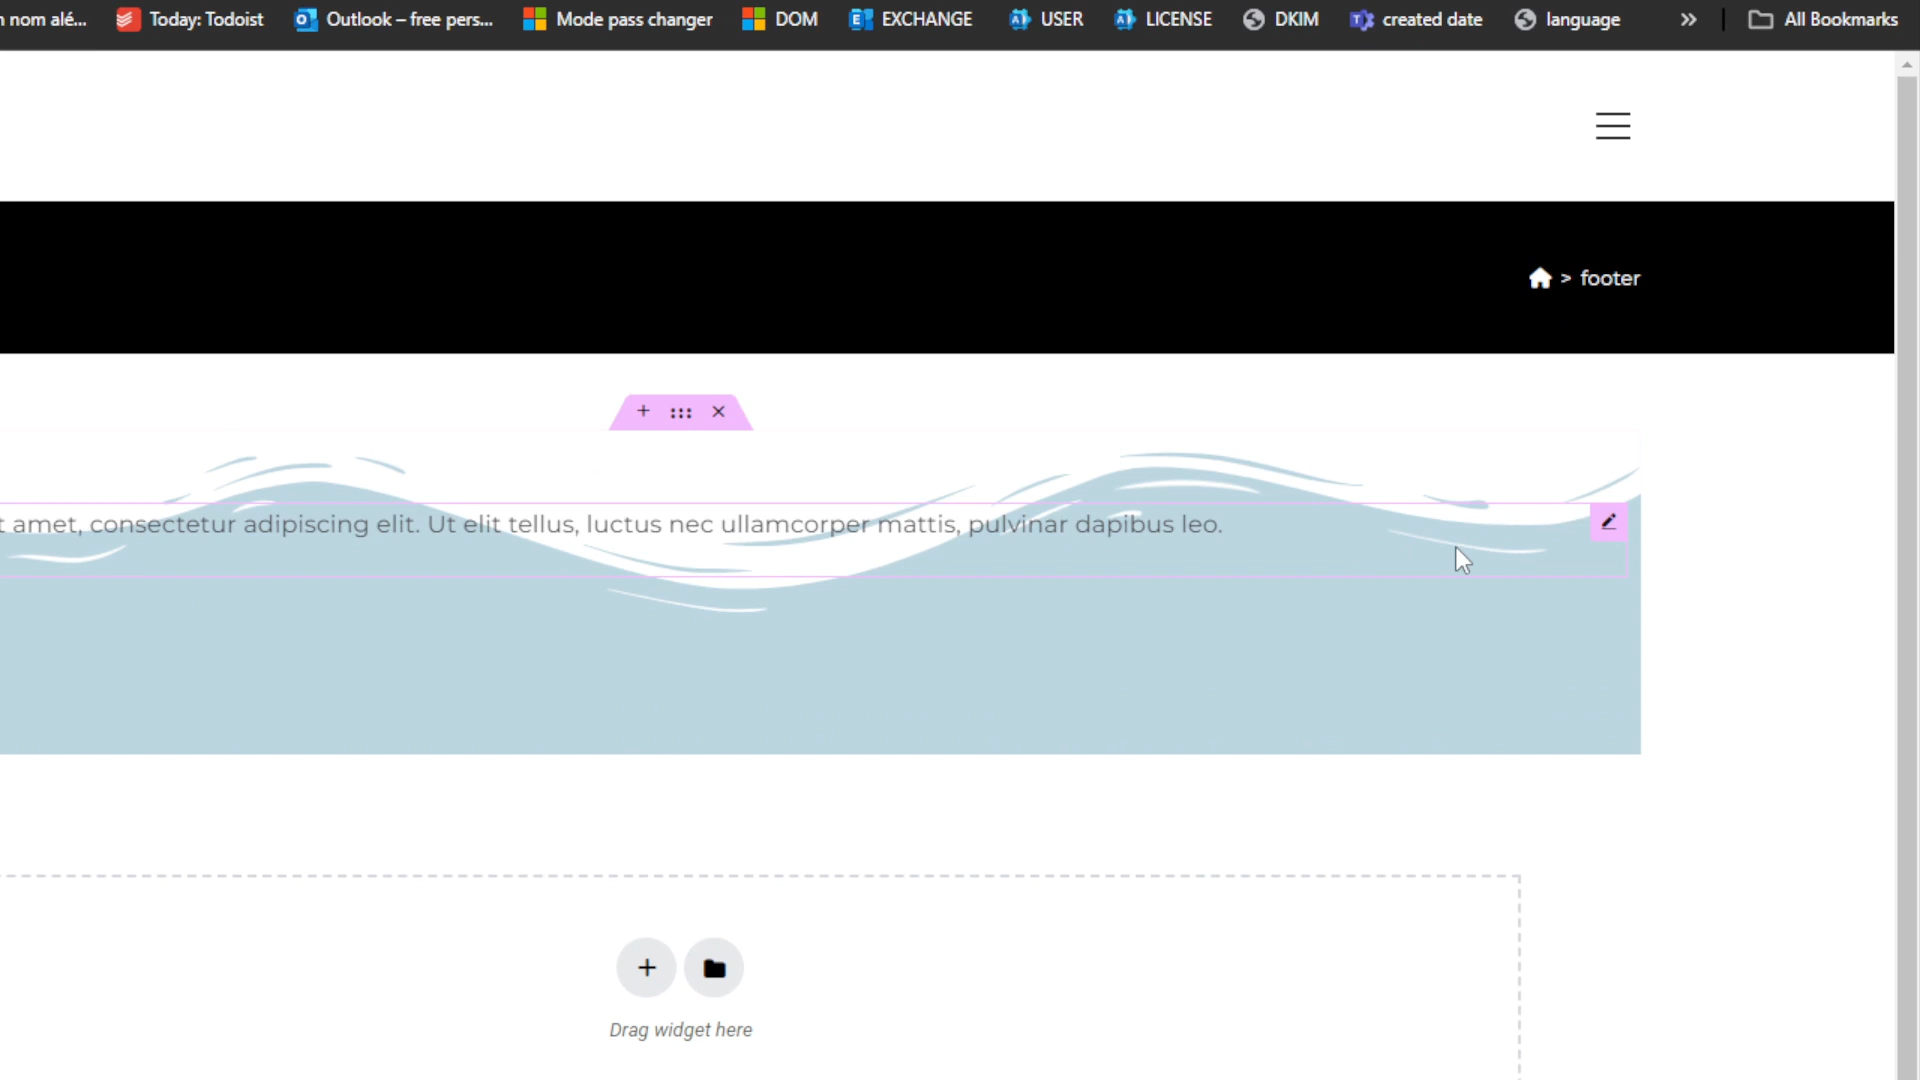 n nom alé... Today: Todoist Outlook – free pers... Mode pass changer DOM EXCHANGE USER LICENSE DKIM created date language » All Bookmarks
> footer
t amet, consectetur adipiscing elit. Ut elit tellus, luctus nec ullamcorper mattis, pulvinar dapibus leo.
Drag widget here